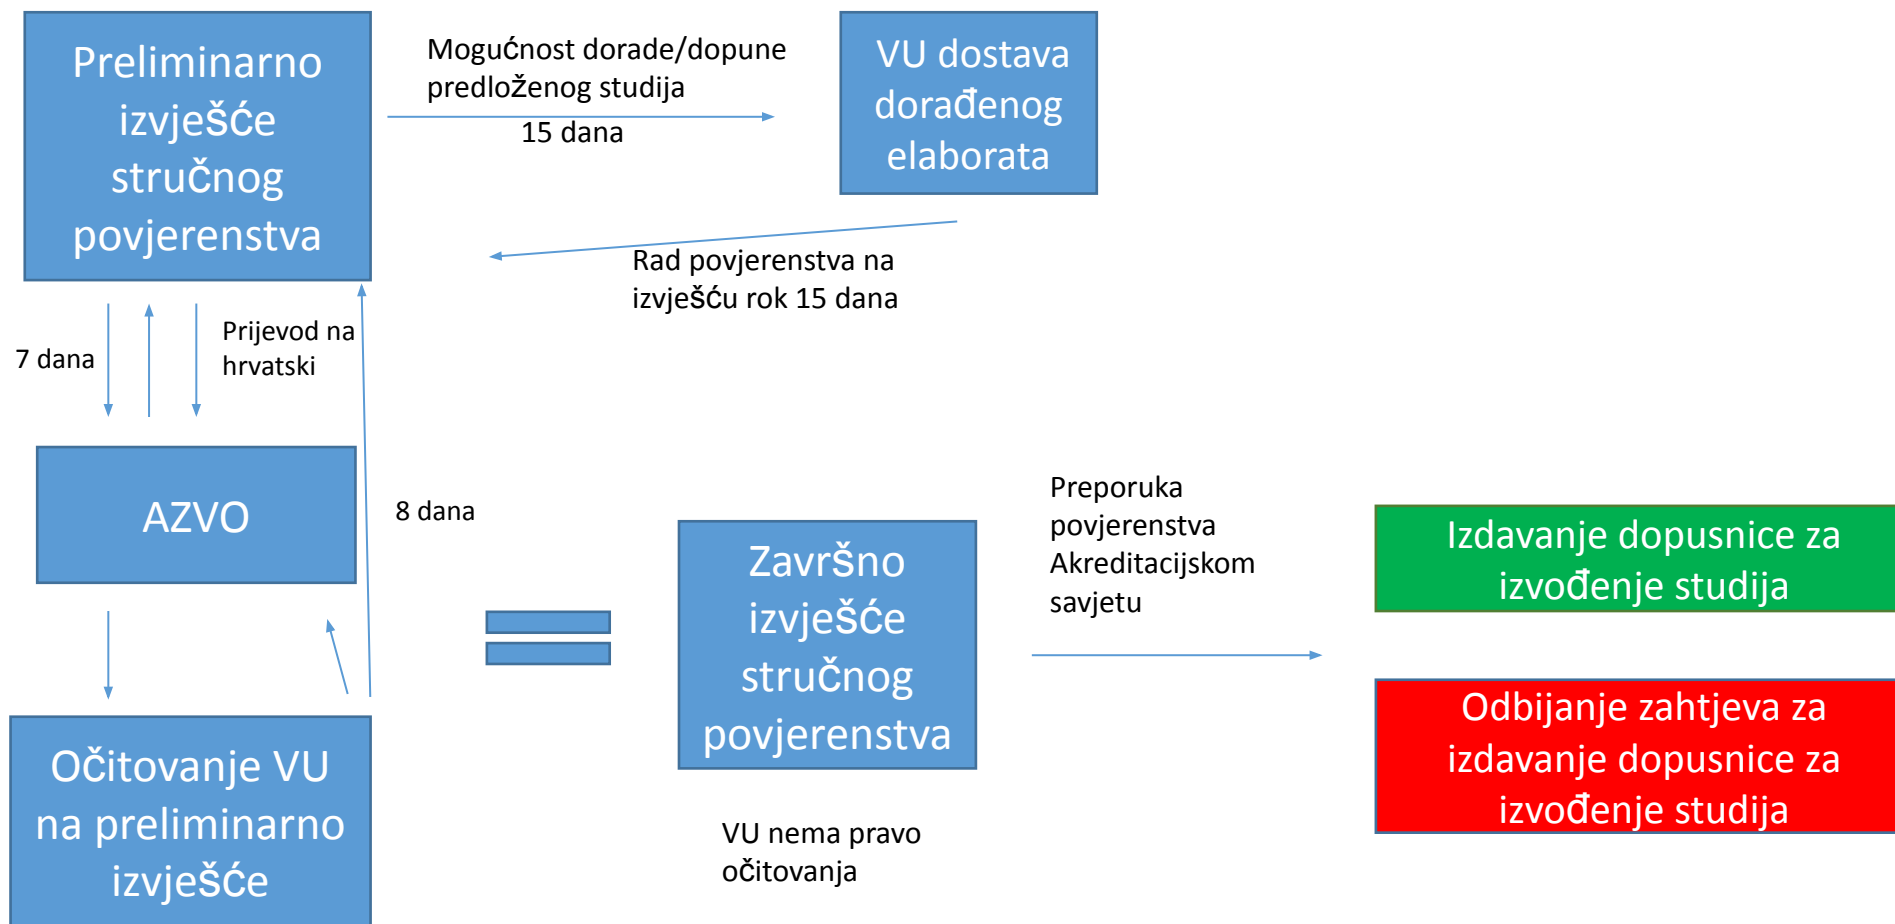 Preliminarno
izvješće
stručnog
povjerenstva
Mogućnost dorade/dopune
predloženog studija
15 dana
VU dostava
dorađenog
elaborata
Rad povjerenstva na
izvješću rok 15 dana
7 dana
Prijevod na
hrvatski
AZVO
8 dana
Očitovanje VU
na preliminarno
izvješće
Završno
izvješće
stručnog
povjerenstva
VU nema pravo
očitovanja
Preporuka
povjerenstva
Akreditacijskom
savjetu
Izdavanje dopusnice za
izvođenje studija
Odbijanje zahtjeva za
izdavanje dopusnice za
izvođenje studija